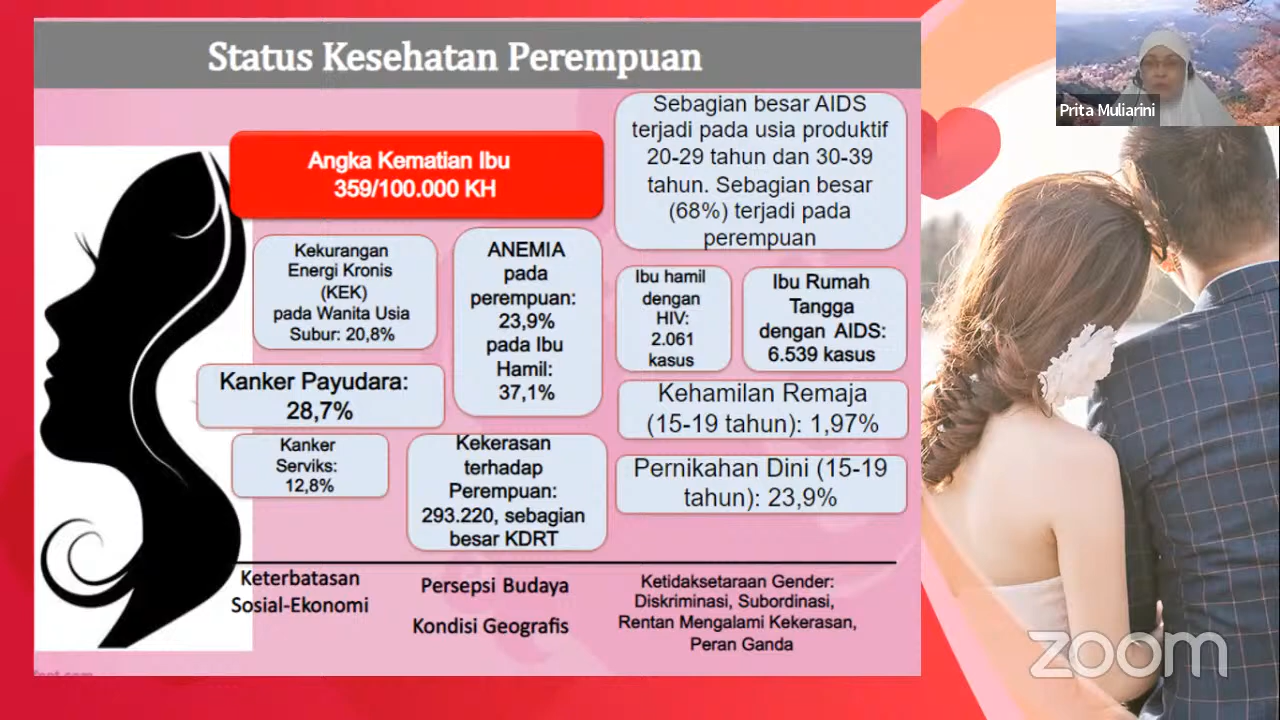 Status Kesehatan Perempuan
Prita Muliarini
Angka Kematian Ibu
359/100.000 KH
Kekurangan
Energi Kronis
(KEK)
pada Wanita Usia
Subur: 20,8%
ANEMIA
pada
perempuan:
23,9%
pada Ibu
Hamil:
37,1%
Kanker Payudara:
28,7%
Kanker
Serviks:
12,8%
Kekerasan
terhadap
Perempuan:
293.220, sebagian
besar KDRT
Sebagian besar AIDS
terjadi pada usia produktif
20-29 tahun dan 30-39
tahun. Sebagian besar
(68%) terjadi pada
perempuan
Ibu hamil
dengan
HIV:
2.061
kasus
Ibu Rumah
Tangga
dengan AIDS:
6.539 kasus
Kehamilan Remaja
(15-19 tahun): 1,97%
Pernikahan Dini (15-19
tahun): 23,9%
Keterbatasan
Sosial-Ekonomi
Persepsi Budaya
Kondisi Geografis
Ketidaksetaraan Gender:
Diskriminasi, Subordinasi,
Rentan Mengalami Kekerasan,
Peran Ganda
zoom